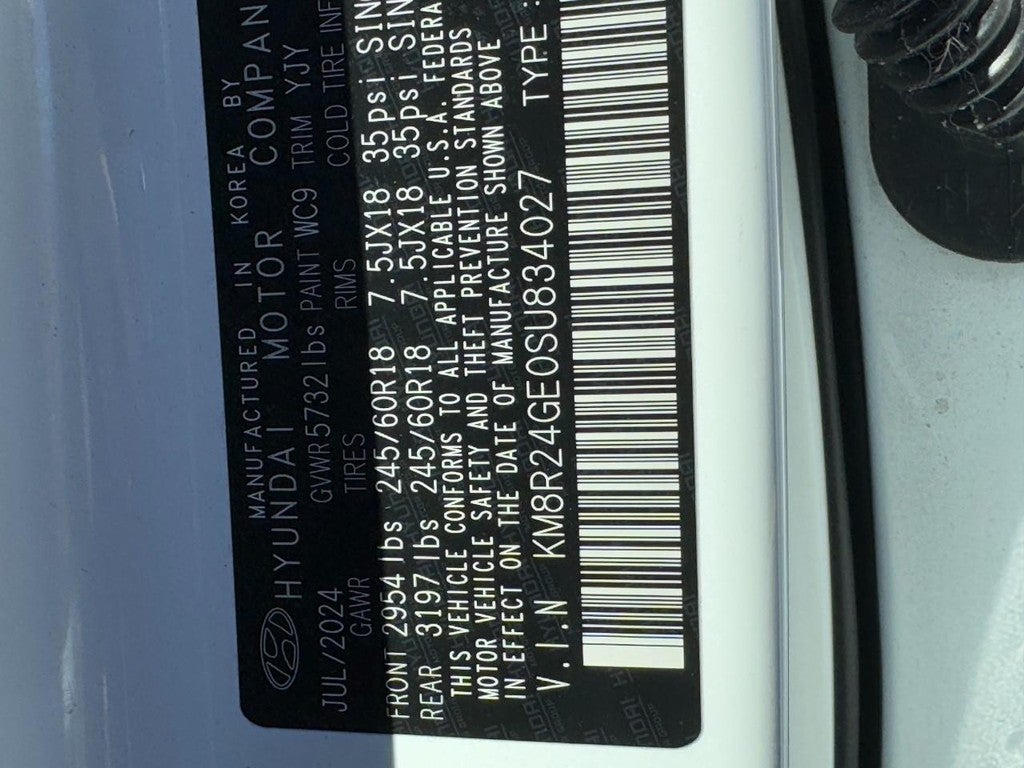 MANUFACTURED IN KOREA BY
HYUNDAI MOTOR COMPAN
JUL/2024 GVWR5732lbs PAINT WC9 TRIM YJY
GAWR TIRES RIMS COLD TIRE INF
FRONT 2954lbs 245/60R18 7.5JX18 35psi SIN
REAR 3197lbs 245/60R18 7.5JX18 35psi SIN
THIS VEHICLE CONFORMS TO ALL APPLICABLE U.S.A. FEDERA
MOTOR VEHICLE SAFETY AND THEFT PREVENTION STANDARDS
IN EFFECT ON THE DATE OF MANUFACTURE SHOWN ABOVE
V.I.N KM8R24GE0SU834027 TYPE: